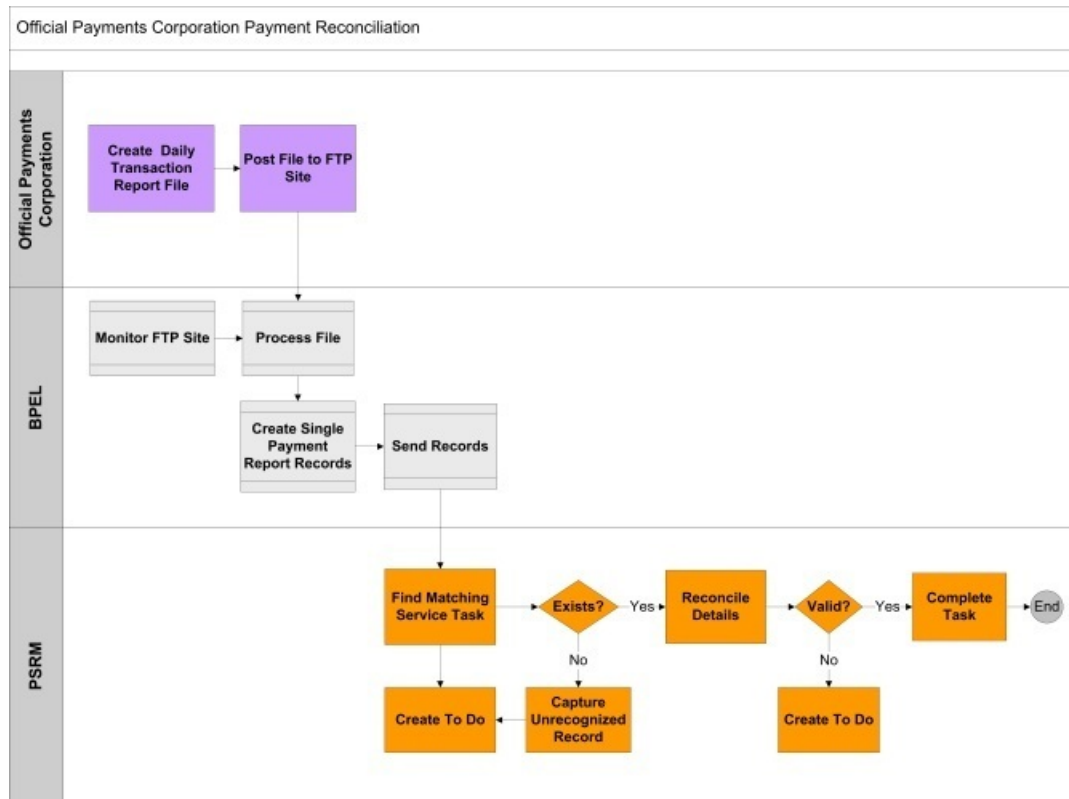 Official Payments Corporation Payment Reconciliation
Official Payments
Corporation
Create Daily
Transaction
Report File
Post File to FTP
Site
BPEL
Monitor FTP Site
Process File
Create Single
Payment
Report Records
Send Records
PSRM
Find Matching
Service Task
Exists?
Yes
Reconcile
Details
Valid?
Yes
Complete
Task
End
No
No
Create To Do
Capture
Unrecognized
Record
Create To Do